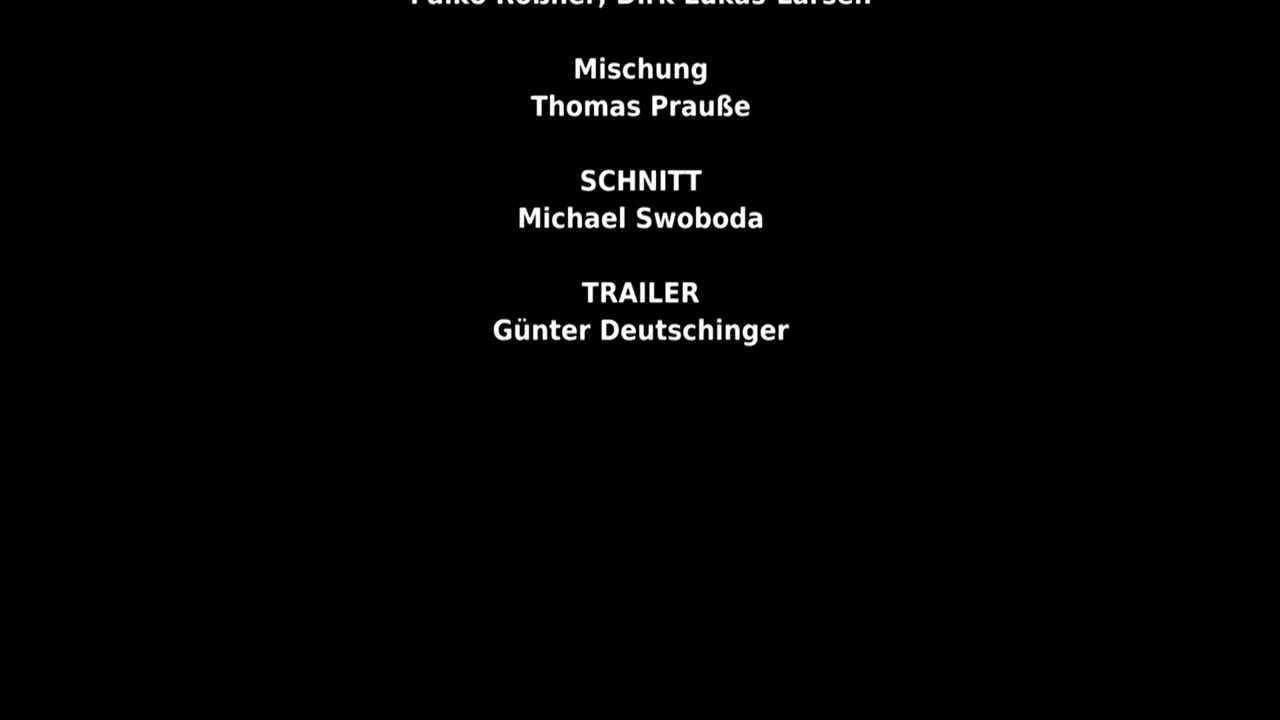 Mischung
Thomas Prauße
SCHNITT
Michael Swoboda
TRAILER
Günter Deutschinger